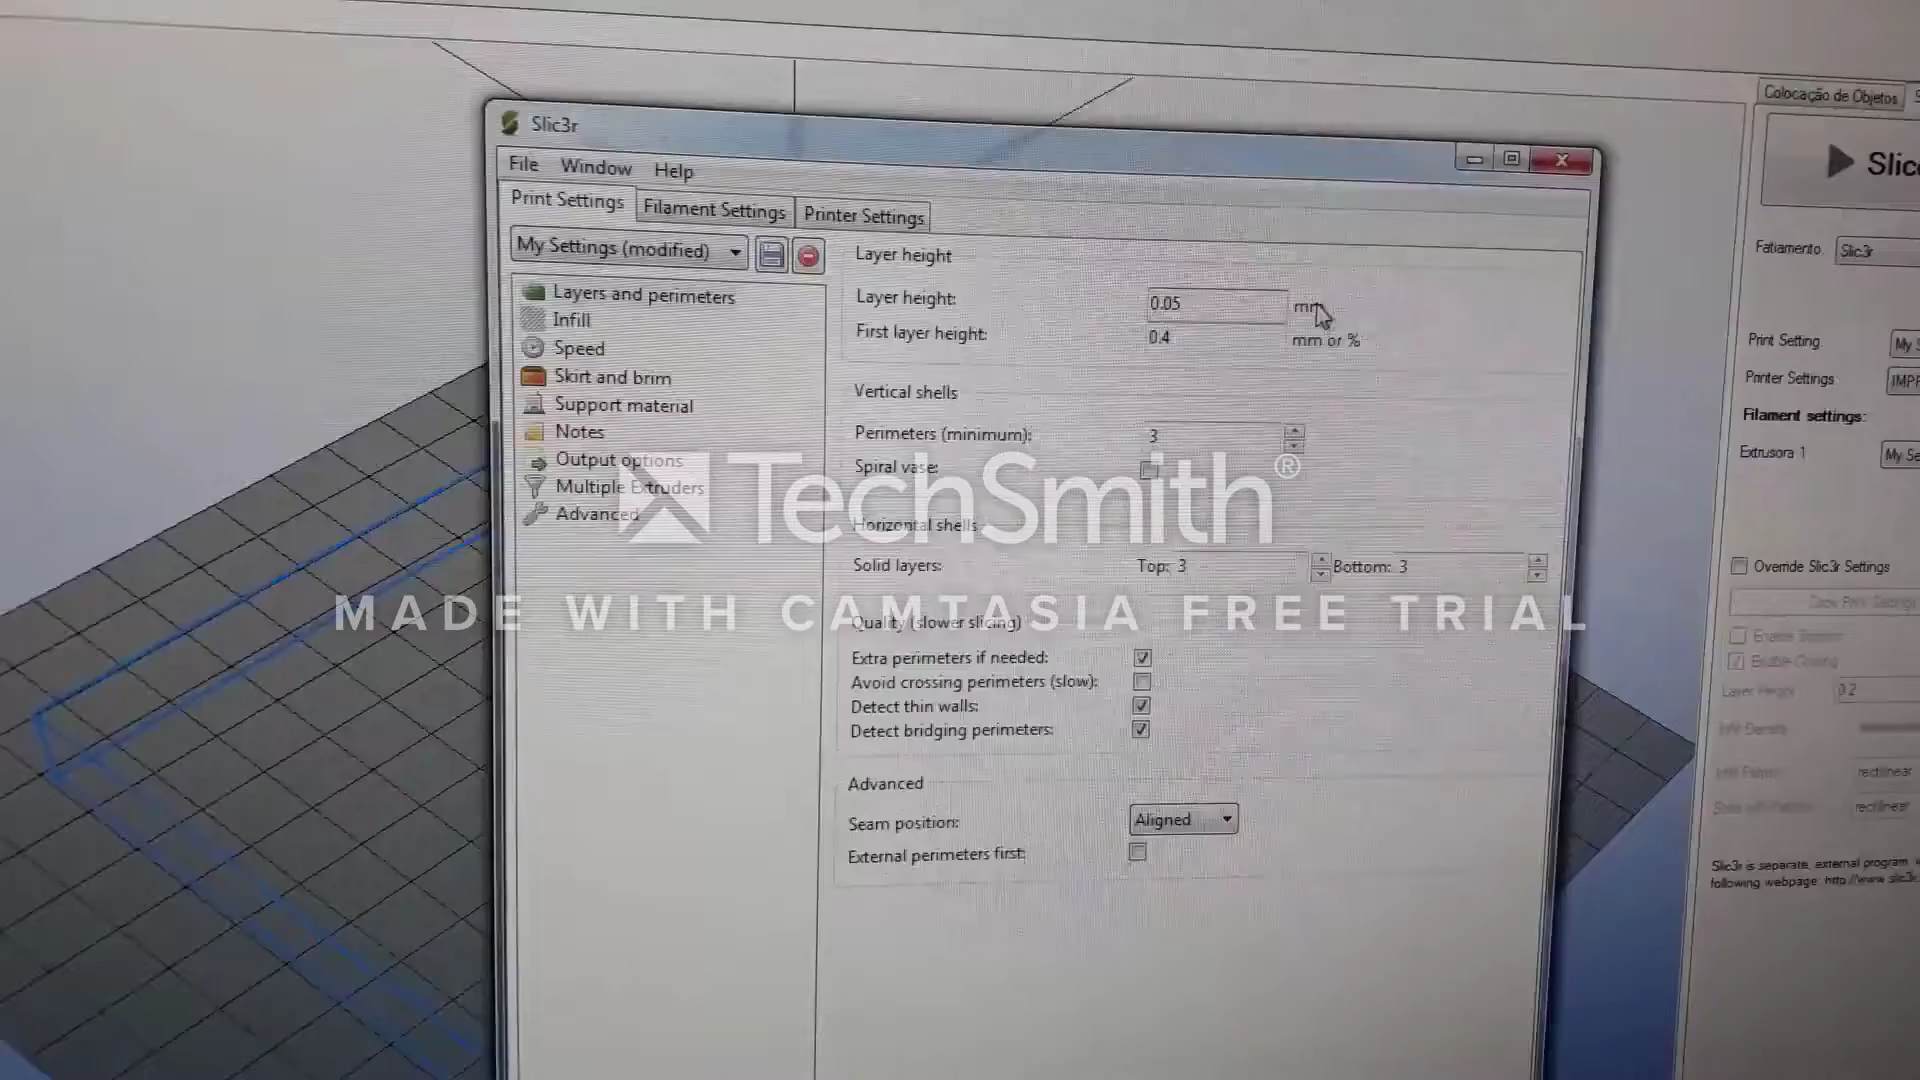 Slic3r
File Window Help
Print Settings Filament Settings Printer Settings
My Settings (modified)
Layers and perimeters
Infill
Speed
Skirt and brim
Support material
Notes
Output options
Multiple Extruders
Advanced
Layer height
Layer height: 0.05 mm
First layer height: 0.4 mm or %
Vertical shells
Perimeters (minimum): 3
Spiral vase:
Horizontal shells
Solid layers: Top: 3 Bottom: 3
Quality (slower slicing)
Extra perimeters if needed:
Avoid crossing perimeters (slow):
Detect thin walls:
Detect bridging perimeters:
Advanced
Seam position: Aligned
External perimeters first:
TechSmith®
MADE WITH CAMTASIA FREE TRIAL
Colocação de Objetos
Fatiamento Slic3r
Print Setting My
Printer Settings
Filament settings:
Extrusora 1 My
Override Slic3r Settings
Layer Height 0.2
rectilinear
rectilinear
Slic3r is separate, external program,
following webpage: http://www.slic3r